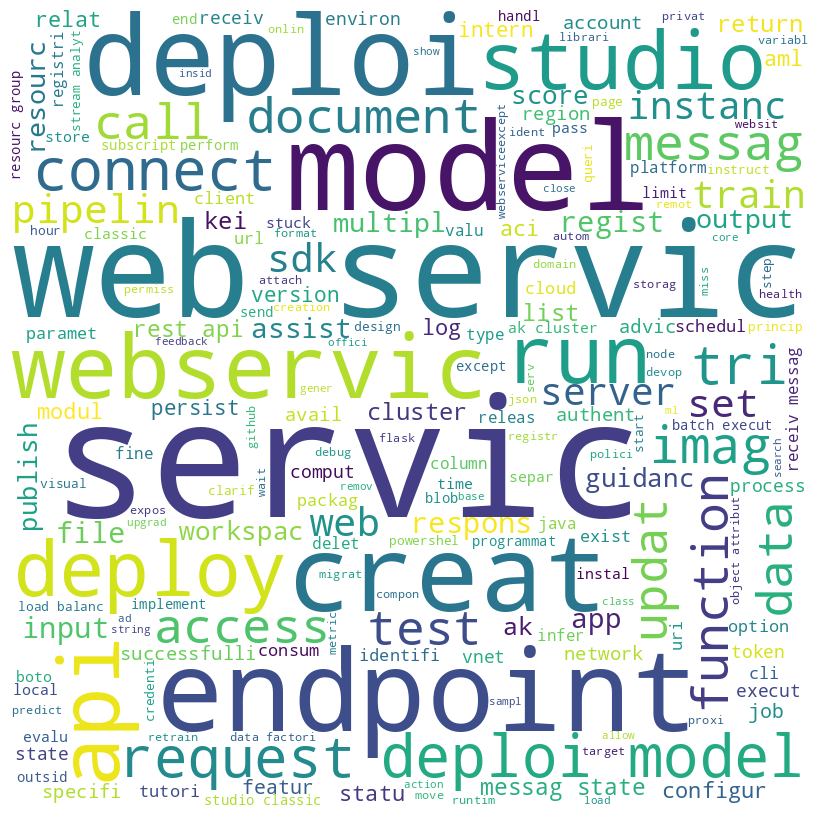 relat
end
receiv
environ
handl
account
privat
return
deploi
studio
intern
librari
variabl
onlin
show
aml
insid
resourc
registri
stream analyt
resourc group
call
document
score
page
instanc
region
pass
websit
store
subscript
perform
model
ident
webserviceexcept
queri
messag
connect
platform
instruct
close
limit
train
client
remot
pipelin
kei
stuck
multipl
valu
aci
regist
output
hour
classic
url
format
autom
core
web servic
sdk
attach
domain
storag
miss
step
permiss
creation
version
cloud
health
send
list
paramet
rest api
assist
design
log
type
ak cluster
advic
schedul
princip
feedback
offici
webservic
except
run
node
devop
tri
gener
json
serv
server
set
modul
persist
avail
cluster
releas
authent
batch execut
receiv messag
github
flask
registr
start
servic
imag
publish
fine
debug
column
polici
search
visual
clarif
wait
comput
time
separ
guidanc
process
expos
packag
remov
blob
base
ml
file
upgrad
workspac
web
respons
java
data
delet
powershel
programmat
exist
updat
function
object attribut
deploy
migrat
creat
instal
compon
class
load balanc
implement
ad
string
metric
input
access
test
ak
app
infer
uri
option
successfulli
consum
identifi
vnet
network
token
boto
credenti
cli
local
api
endpoint
execut
predict
sampl
proxi
job
evalu
retrain
data factori
allow
state
request
deploi model
target
outsid
specifi
tutori
featur
statu
action
messag state
configur
studio classic
move
runtim
load